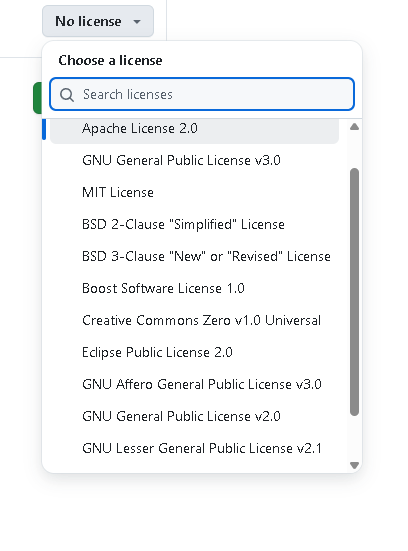 No license
Choose a license
Search licenses
Apache License 2.0
GNU General Public License v3.0
MIT License
BSD 2-Clause "Simplified" License
BSD 3-Clause "New" or "Revised" License
Boost Software License 1.0
Creative Commons Zero v1.0 Universal
Eclipse Public License 2.0
GNU Affero General Public License v3.0
GNU General Public License v2.0
GNU Lesser General Public License v2.1